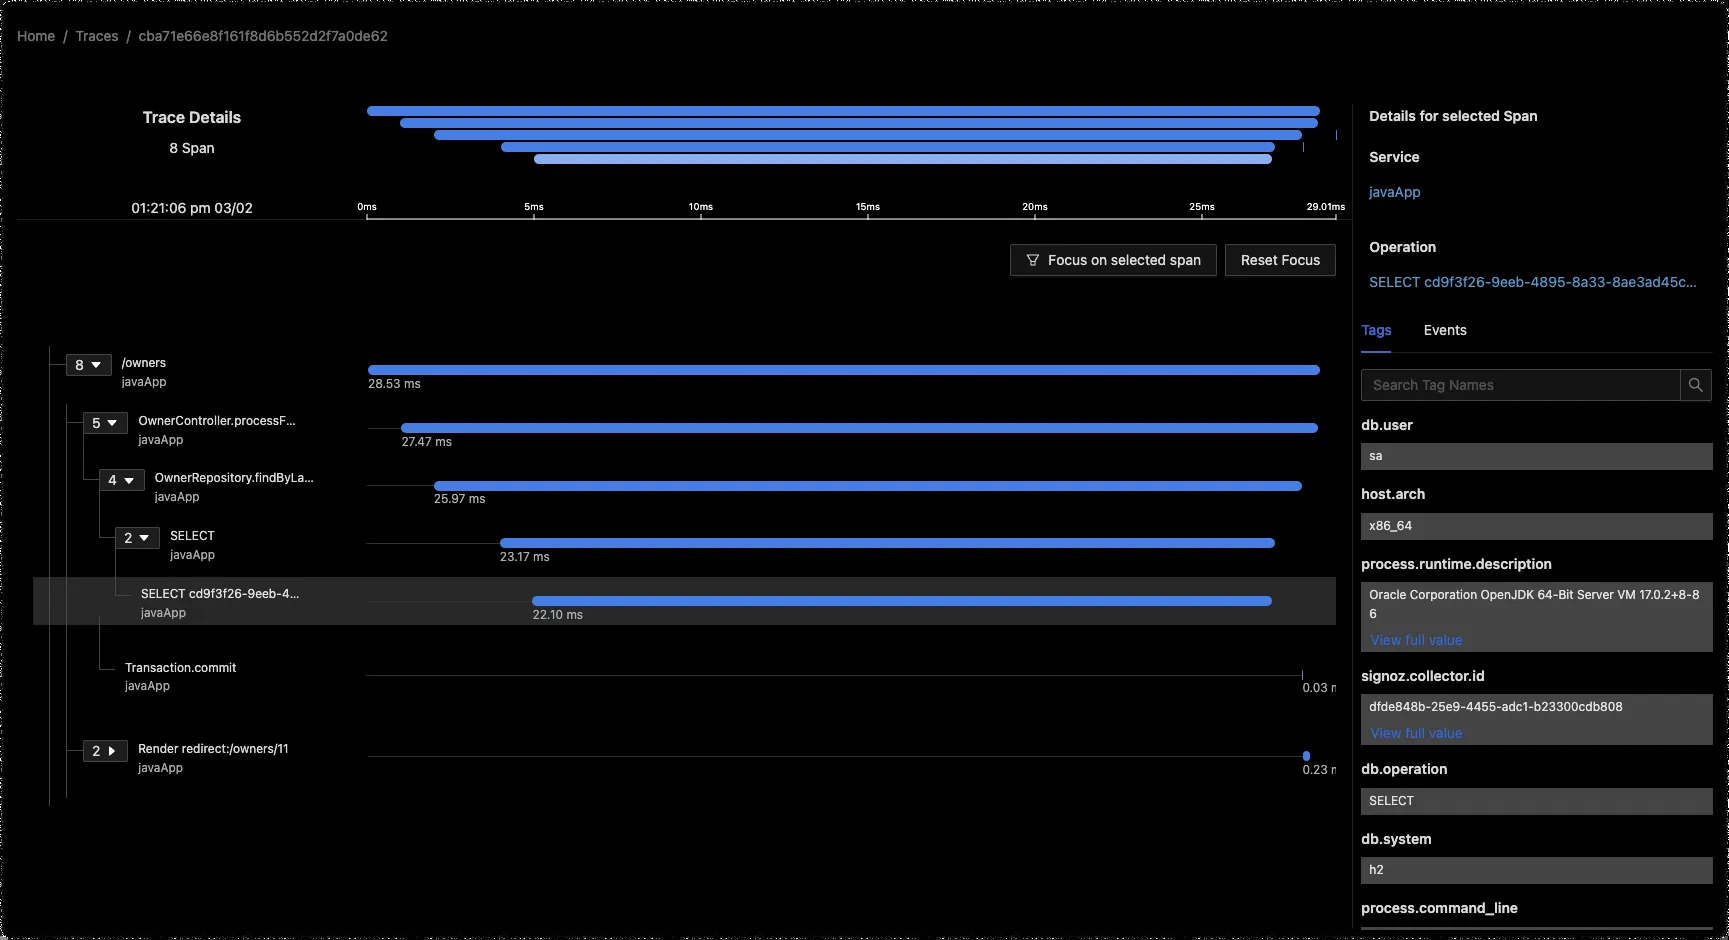 Home / Traces / cba71e66e8f161f8d6b552d2f7a0de62
Trace Details
8 Span
01:21:06 pm 03/02
0ms 5ms 10ms 15ms 20ms 25ms 29.01ms
Focus on selected span Reset Focus
8 /owners
javaApp
28.53 ms
5 OwnerController.processF...
javaApp
27.47 ms
4 OwnerRepository.findByLa...
javaApp
25.97 ms
2 SELECT
javaApp
23.17 ms
SELECT cd9f3f26-9eeb-4...
javaApp
22.10 ms
Transaction.commit
javaApp
0.03 m
2 Render redirect:/owners/11
javaApp
0.23 m
Details for selected Span
Service
javaApp
Operation
SELECT cd9f3f26-9eeb-4895-8a33-8ae3ad45c...
Tags Events
Search Tag Names
db.user
sa
host.arch
x86_64
process.runtime.description
Oracle Corporation OpenJDK 64-Bit Server VM 17.0.2+8-8
6
View full value
signoz.collector.id
dfde848b-25e9-4455-adc1-b23300cdb808
View full value
db.operation
SELECT
db.system
h2
process.command_line